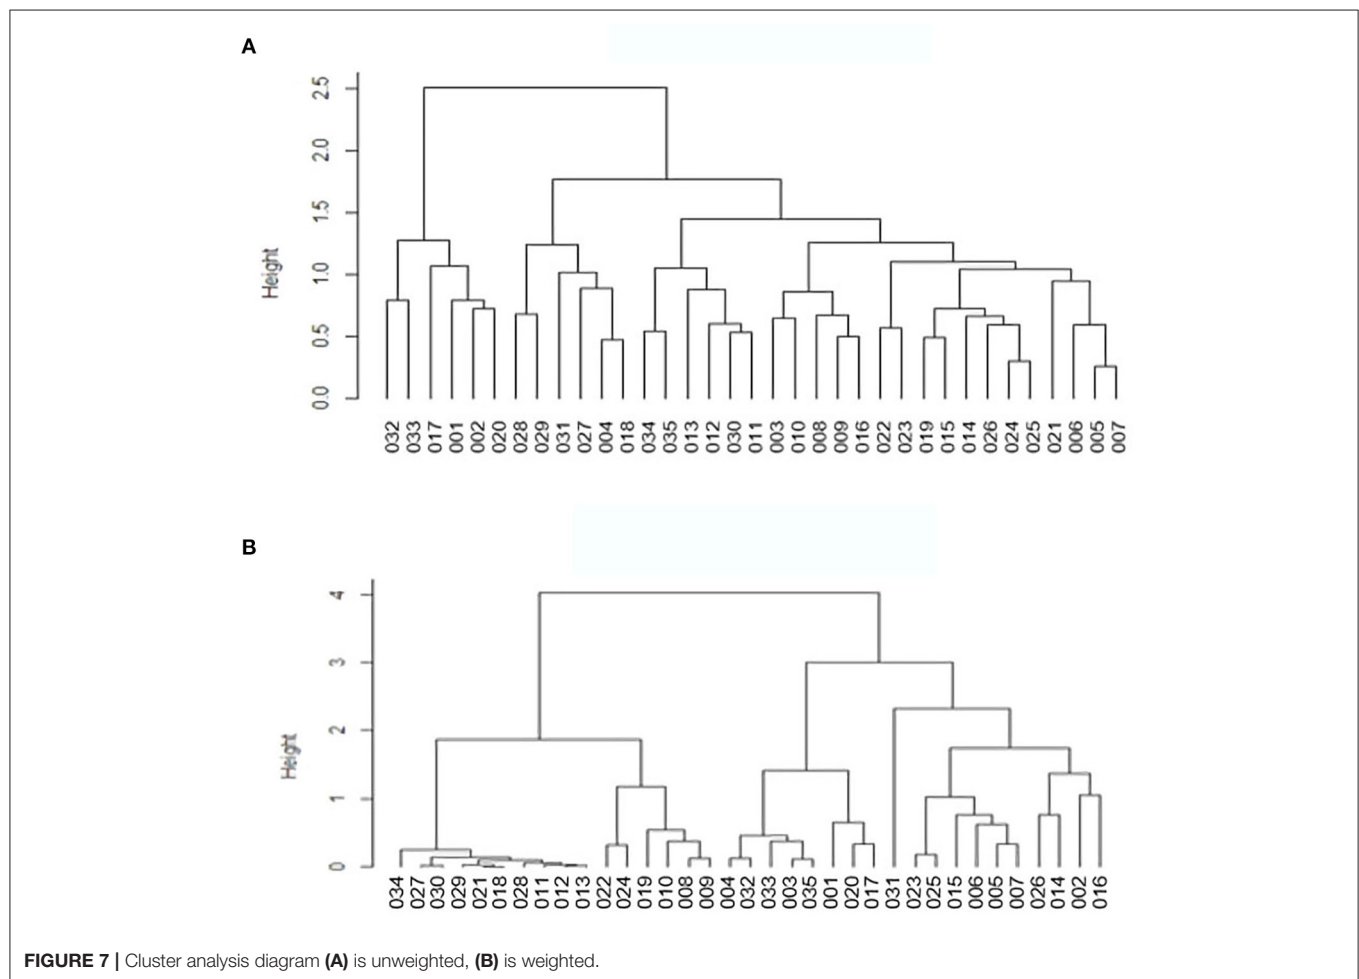 A
Height
2.5
2.0
1.5
1.0
0.5
0.0
032 033 017 001 002 020 028 029 031 027 004 018 034 035 013 012 030 011 003 010 008 009 016 022 023 019 015 014 026 024 025 021 006 005 007
B
Height
4
3
2
1
0
034 027 030 029 021 018 028 011 012 013 022 024 019 010 008 009 004 032 033 003 035 001 020 017 031 023 025 015 006 005 007 026 014 002 016
FIGURE 7 | Cluster analysis diagram (A) is unweighted, (B) is weighted.